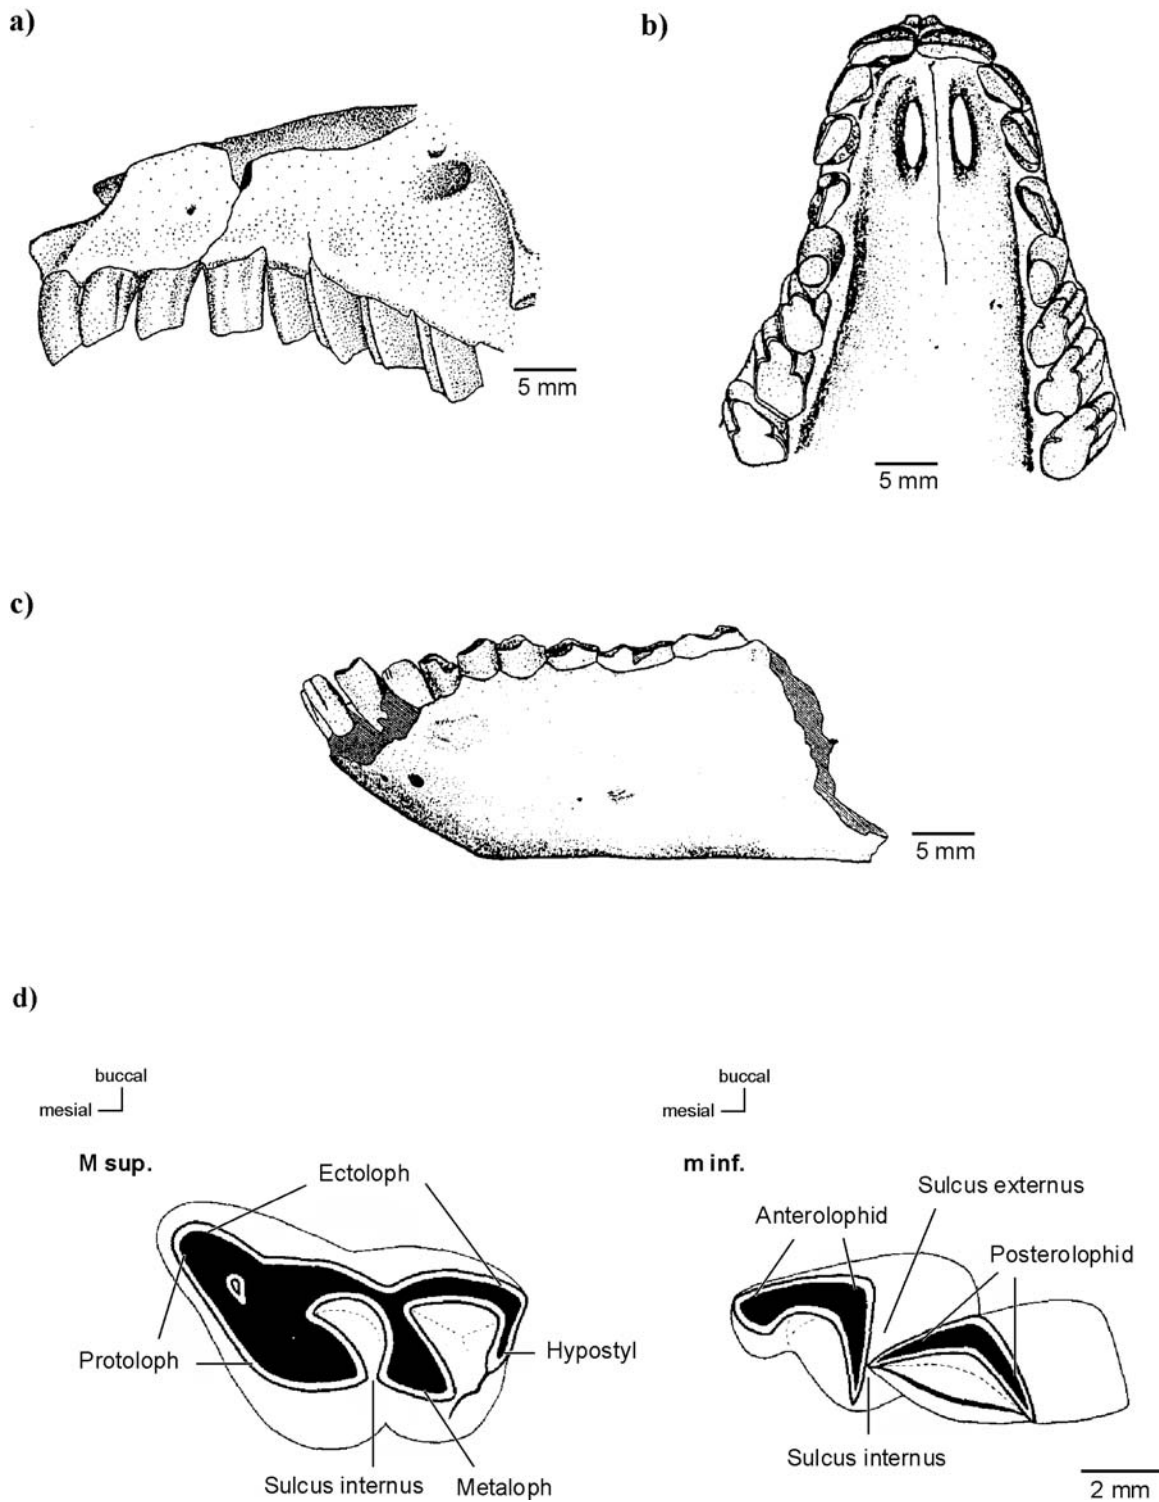 a)
b)
5 mm
5 mm
c)
5 mm
d)
buccal
mesial
buccal
mesial
M sup.
Ectoloph
m inf.
Sulcus externus
Anterolophid
Posterolophid
Protoloph
Hypostyl
Sulcus internus
Metaloph
Sulcus internus
2 mm